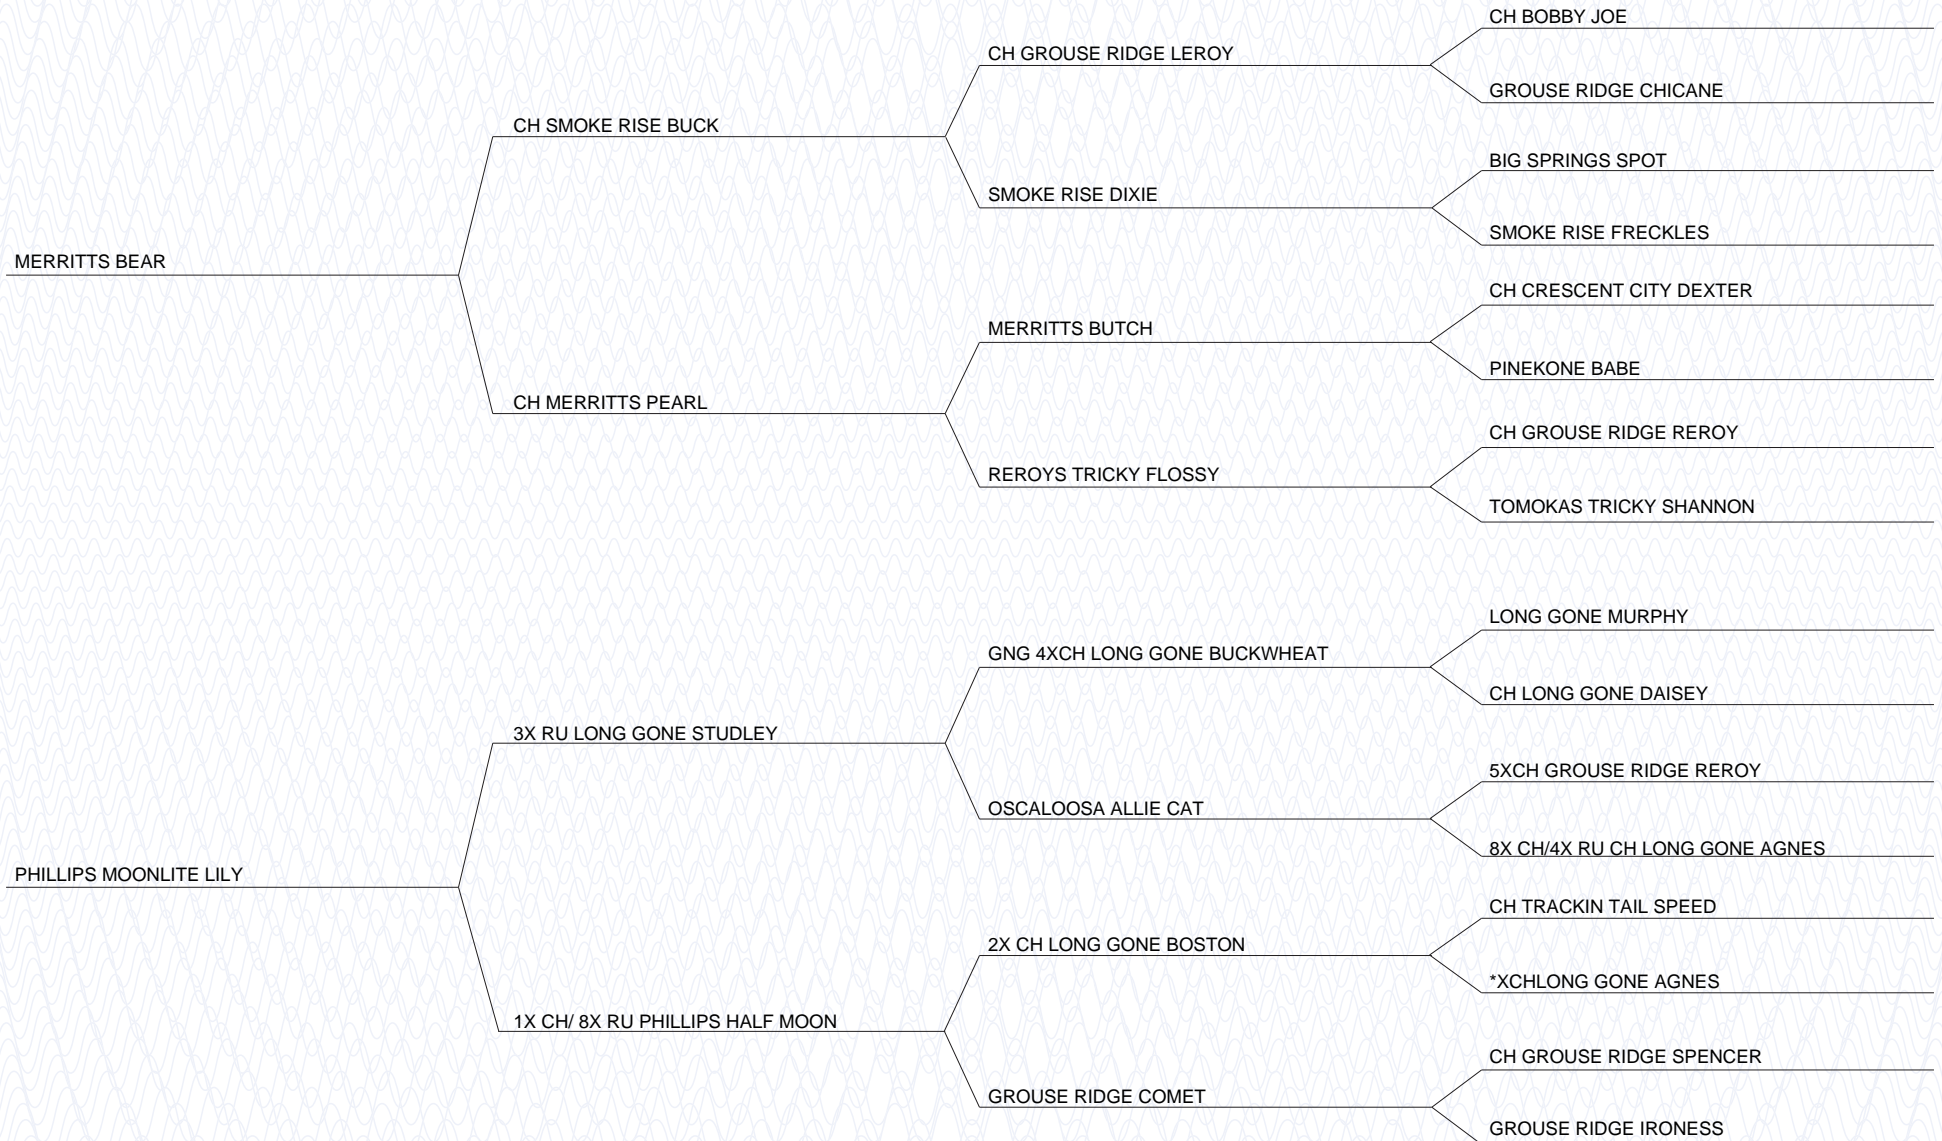 CH BOBBY JOE
CH GROUSE RIDGE LEROY
GROUSE RIDGE CHICANE
CH SMOKE RISE BUCK
BIG SPRINGS SPOT
SMOKE RISE DIXIE
SMOKE RISE FRECKLES
MERRITTS BEAR
CH CRESCENT CITY DEXTER
MERRITTS BUTCH
PINEKONE BABE
CH MERRITTS PEARL
CH GROUSE RIDGE REROY
REROYS TRICKY FLOSSY
TOMOKAS TRICKY SHANNON
LONG GONE MURPHY
GNG 4XCH LONG GONE BUCKWHEAT
CH LONG GONE DAISEY
3X RU LONG GONE STUDLEY
5XCH GROUSE RIDGE REROY
OSCALOOSA ALLIE CAT
8X CH/4X RU CH LONG GONE AGNES
PHILLIPS MOONLITE LILY
CH TRACKIN TAIL SPEED
2X CH LONG GONE BOSTON
*XCHLONG GONE AGNES
1X CH/ 8X RU PHILLIPS HALF MOON
CH GROUSE RIDGE SPENCER
GROUSE RIDGE COMET
GROUSE RIDGE IRONESS